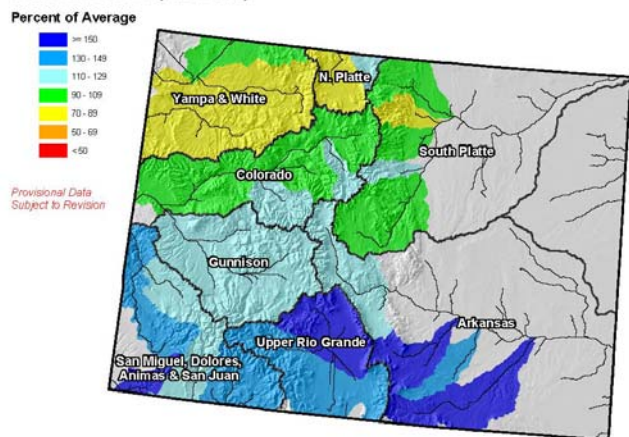 Percent of Average
>= 150
130 - 149
110 - 129
90 - 109
70 - 89
50 - 69
<50
Provisional Data
Subject to Revision
N. Platte
Yampa & White
South Platte
Colorado
Gunnison
Arkansas
Upper Rio Grande
San Miguel, Dolores,
Animas & San Juan